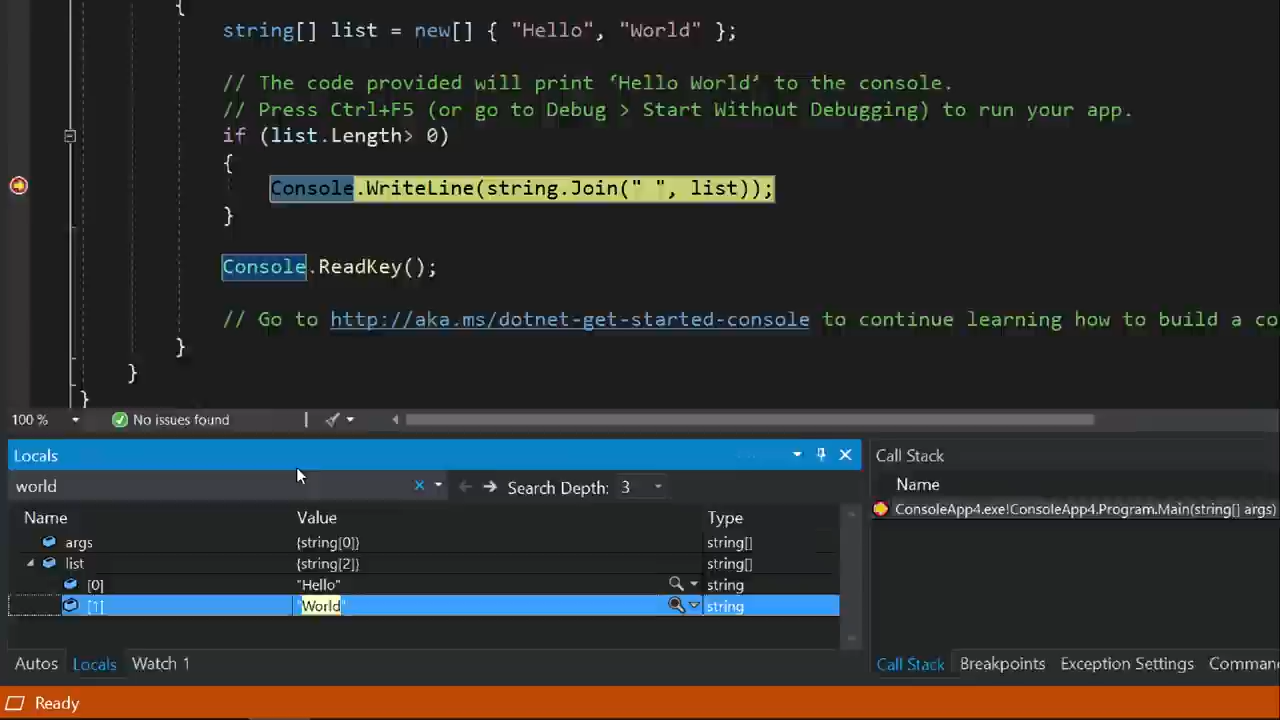 {
string[] list = new[] { "Hello", "World" };
// The code provided will print ‘Hello World’ to the console.
// Press Ctrl+F5 (or go to Debug > Start Without Debugging) to run your app.
if (list.Length> 0)
{
Console.WriteLine(string.Join(" ", list));
}
Console.ReadKey();
// Go to http://aka.ms/dotnet-get-started-console to continue learning how to build a co
}
}
}
100 % No issues found
Locals
world Search Depth: 3
Name Value Type
args {string[0]} string[]
list {string[2]} string[]
[0] "Hello" string
[1] "World" string
Autos Locals Watch 1
Call Stack
Name
ConsoleApp4.exe!ConsoleApp4.Program.Main(string[] args)
Call Stack Breakpoints Exception Settings Comman
Ready